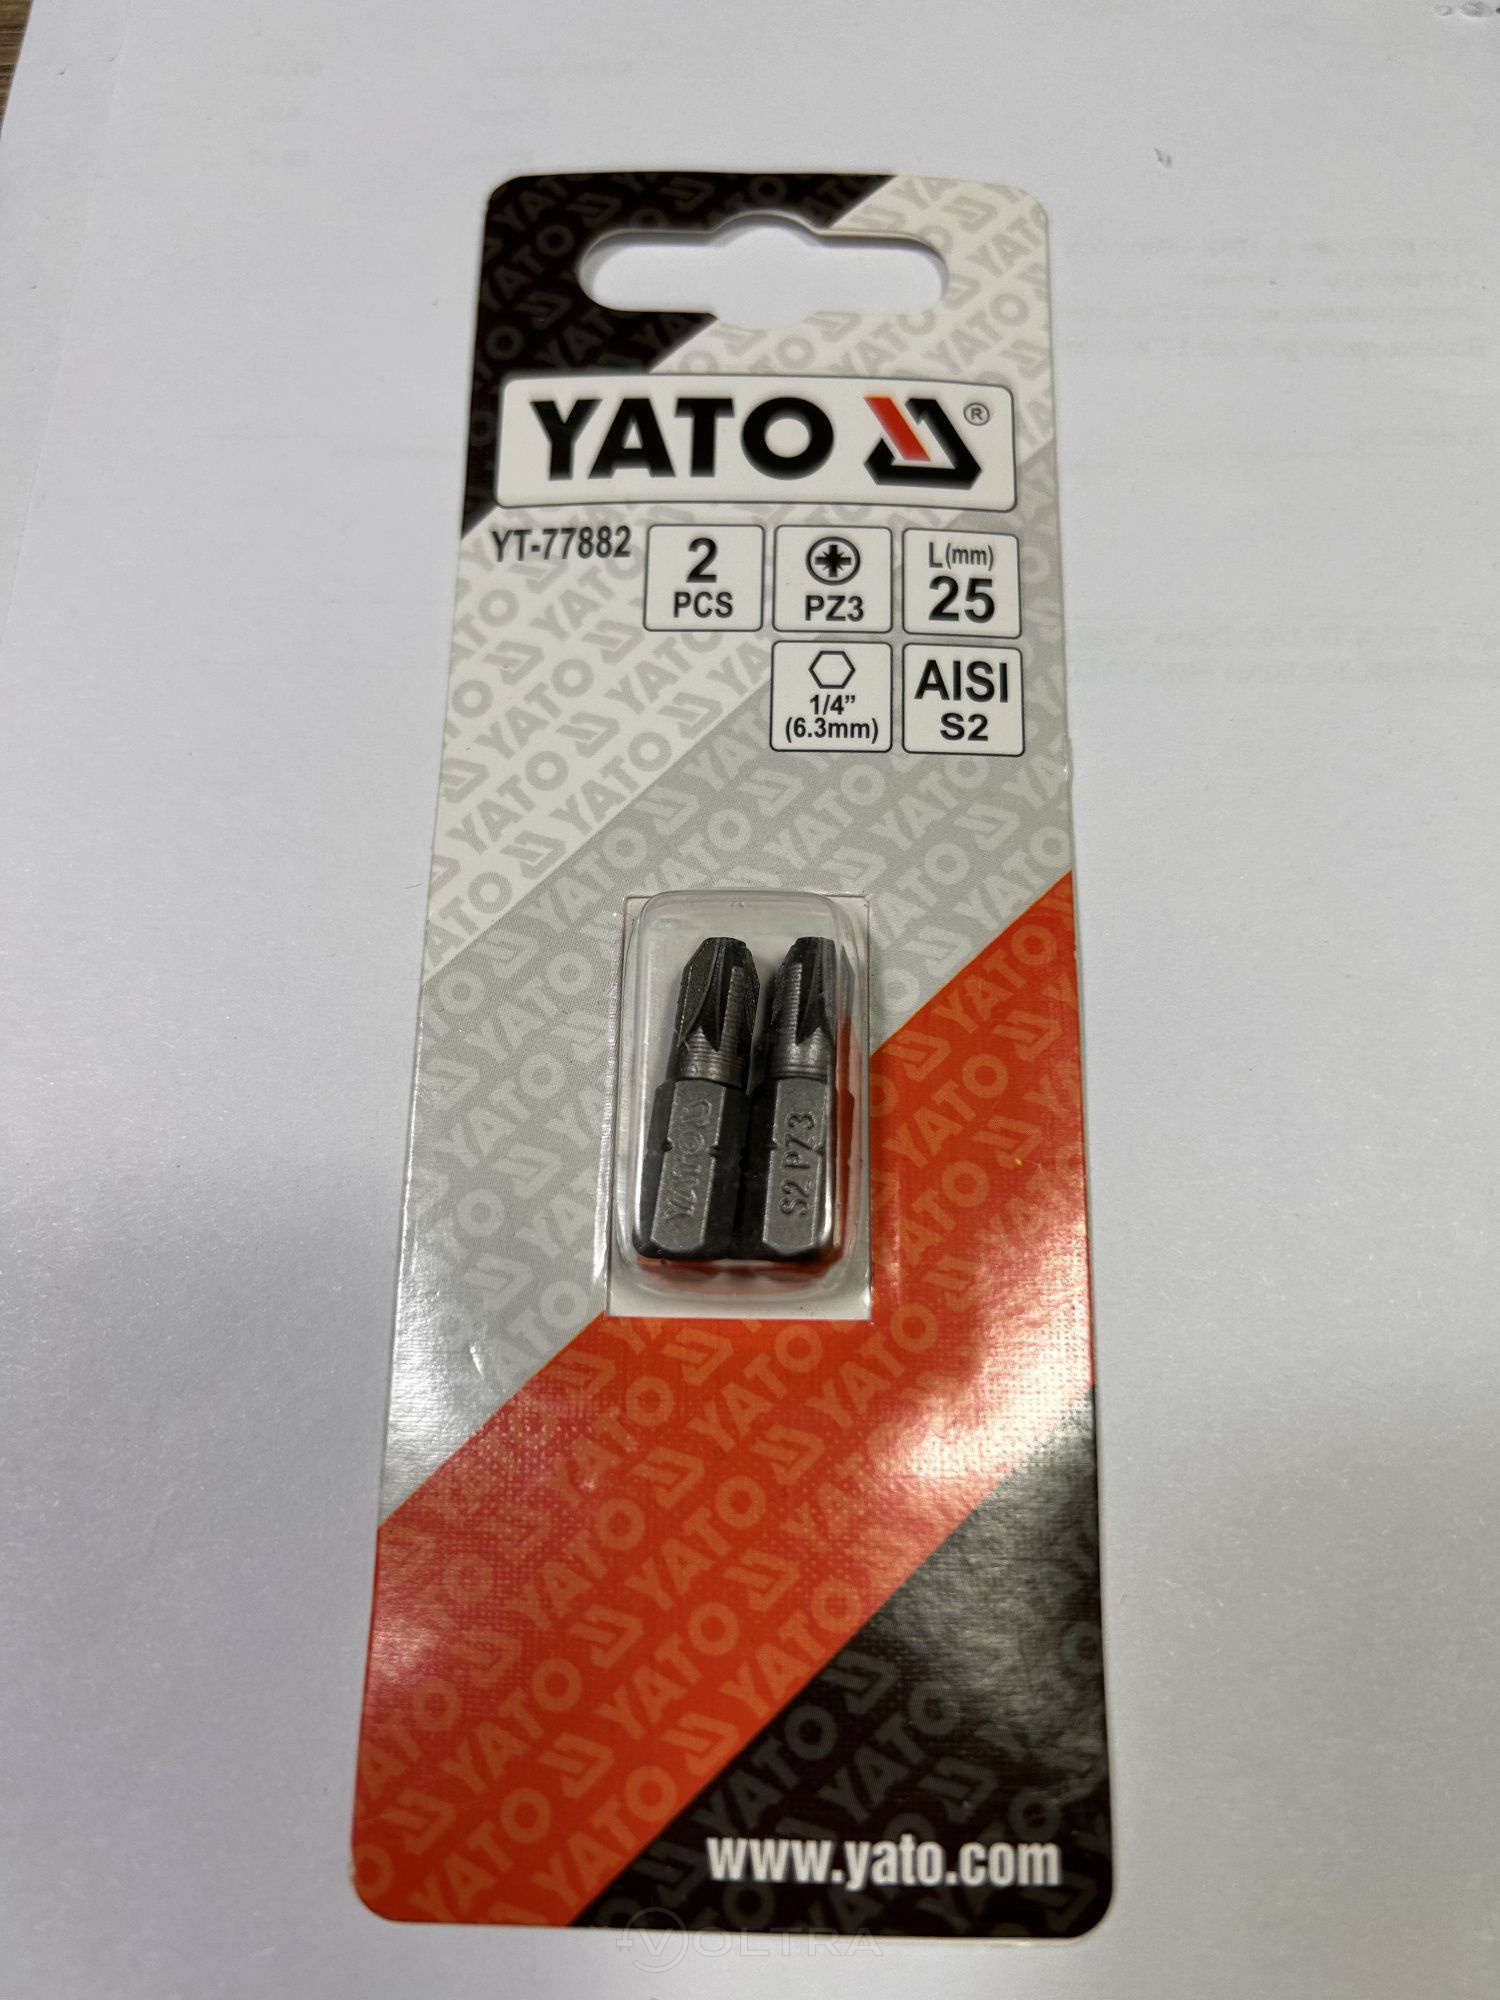 YATO ®
YT-77882
2
PCS
PZ3
L(mm)
25
1/4”
(6.3mm)
AISI
S2
YATO
S2 PZ3
www.yato.com
VOLTRA